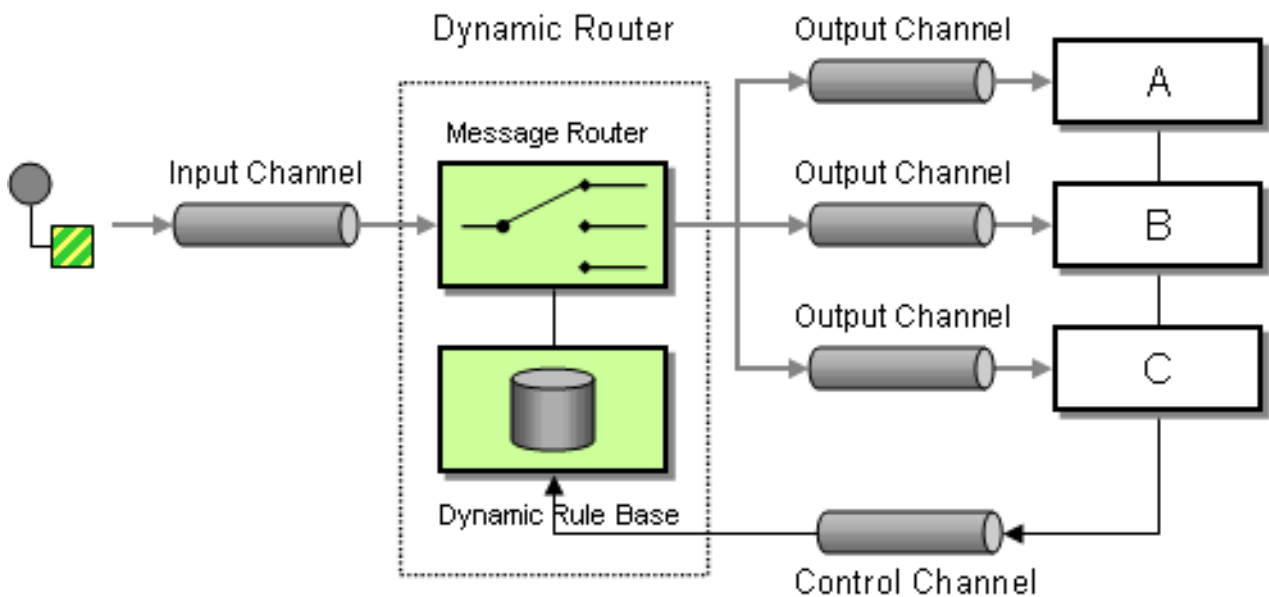 Dynamic Router
Output Channel
A
Message Router
Input Channel
Output Channel
B
Output Channel
C
Dynamic Rule Base
Control Channel